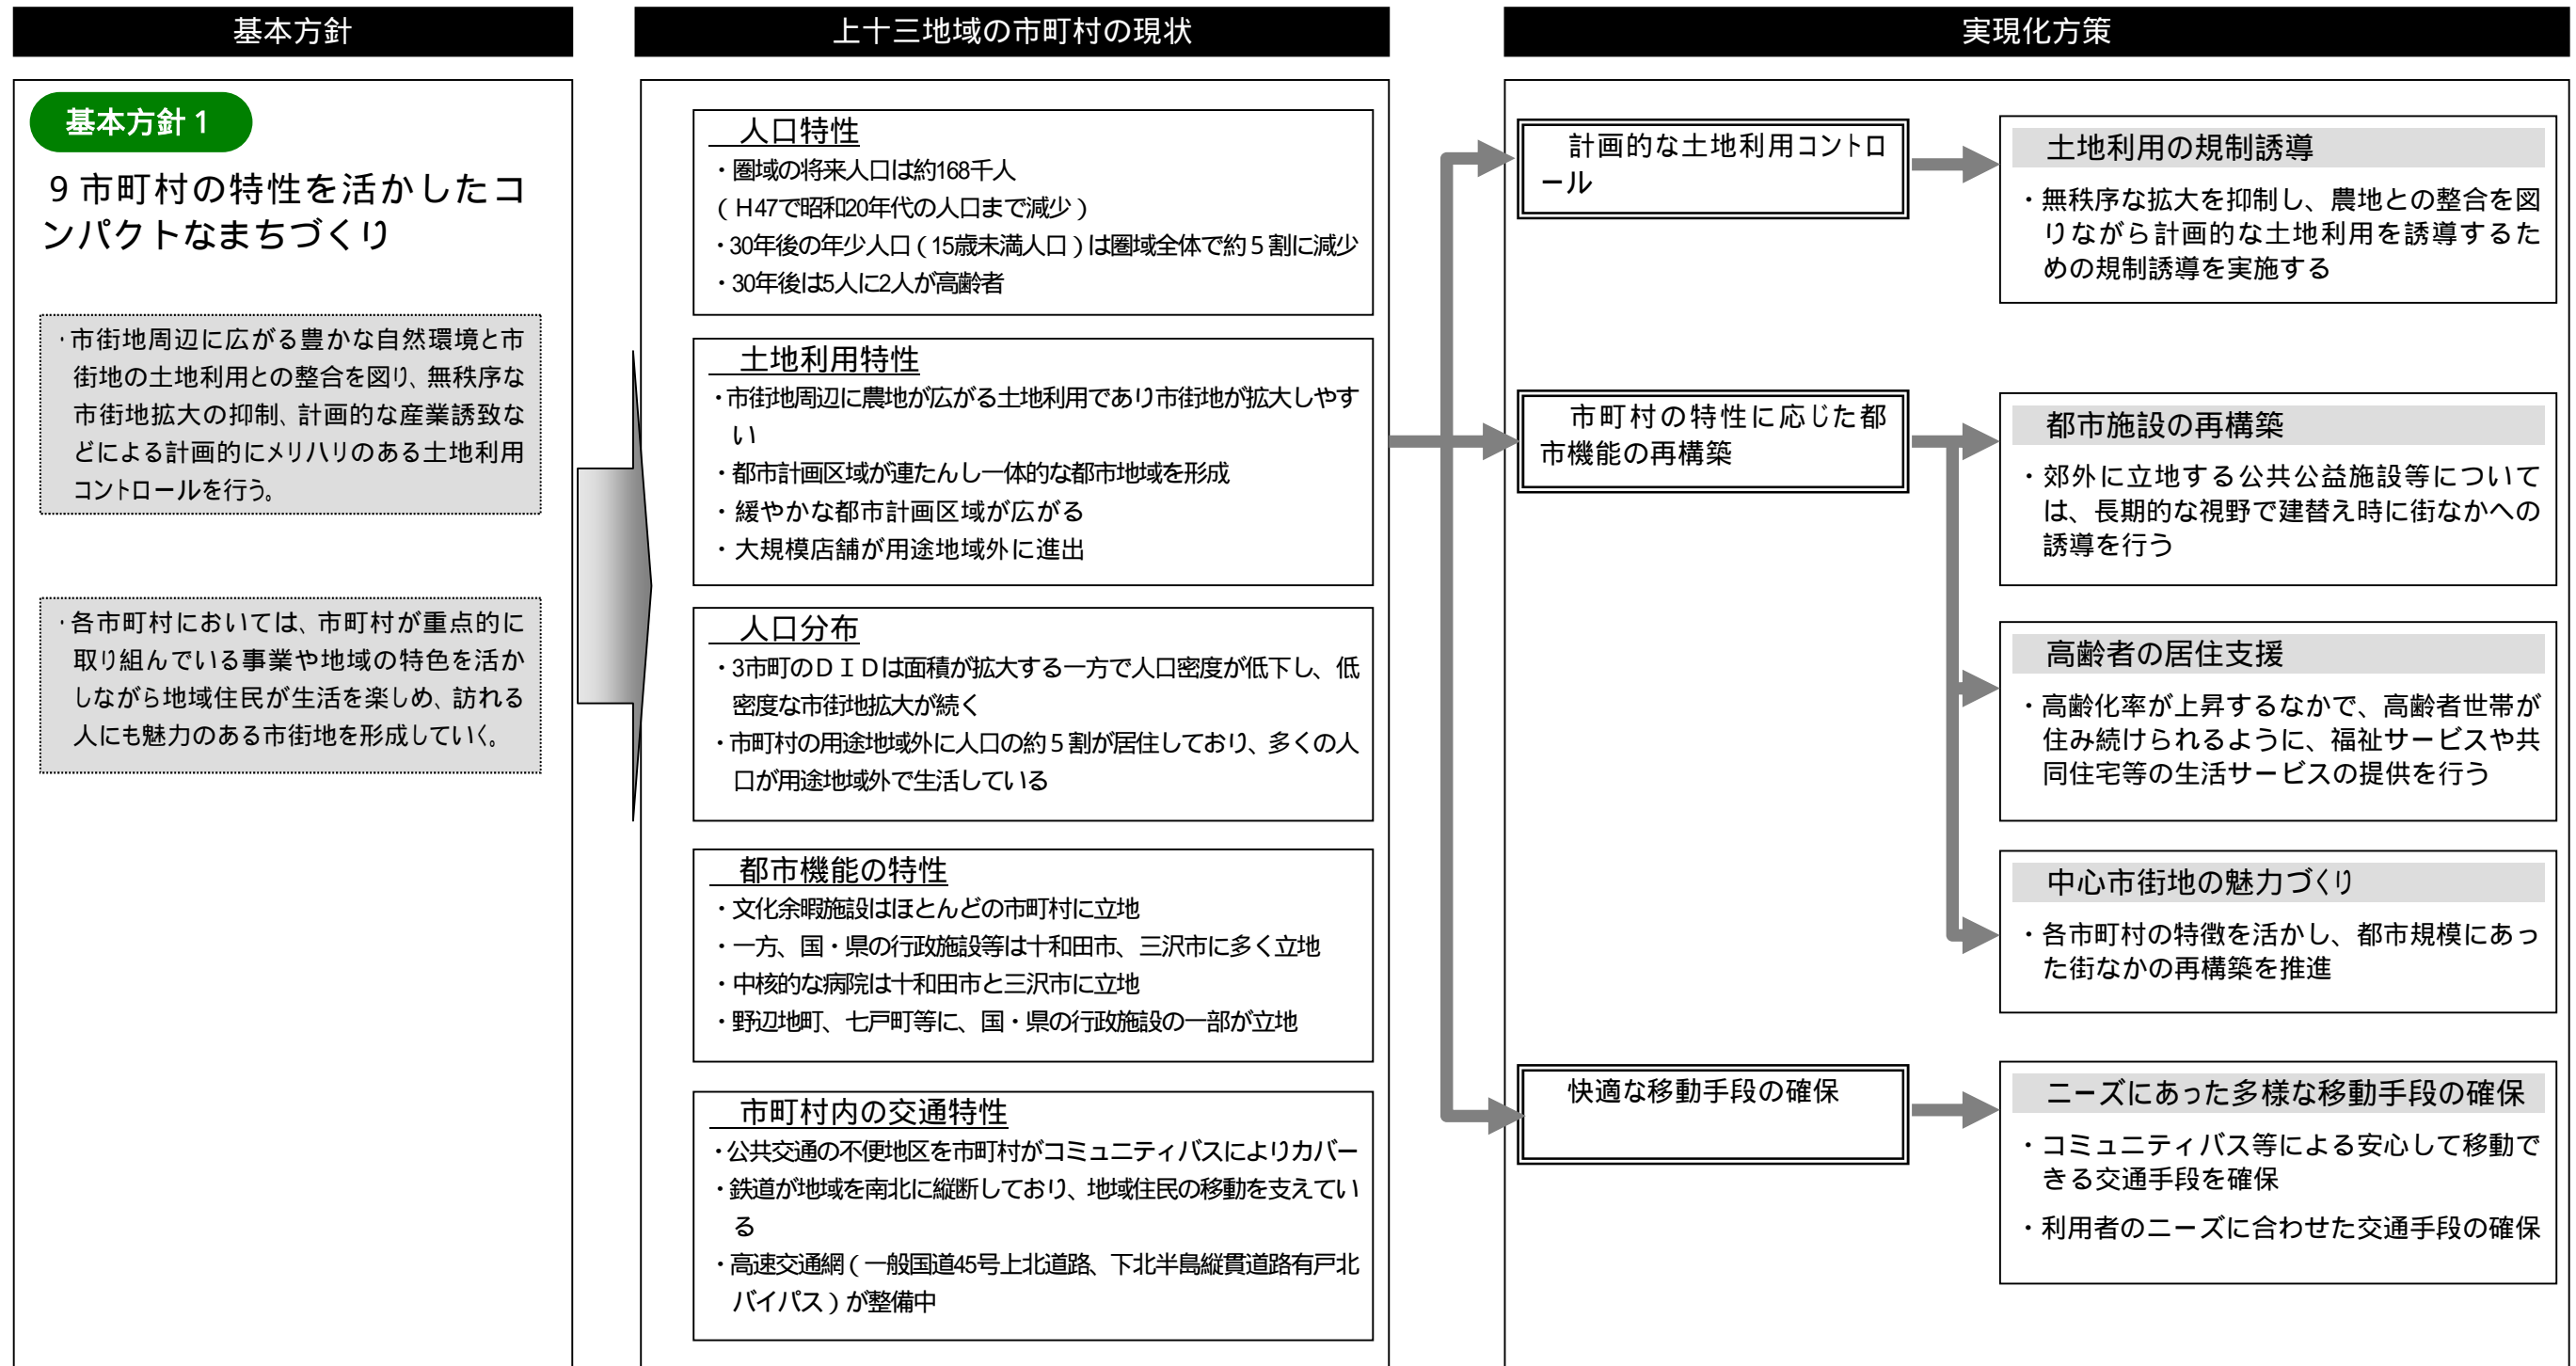 基本方針
上十三地域の市町村の現状
実現化方策
基本方針1
9市町村の特性を活かしたコ
ンパクトなまちづくり
・市街地周辺に広がる豊かな自然環境と市
街地の土地利用との整合を図り、無秩序な
市街地拡大の抑制、計画的な産業誘致な
どによる計画的にメリハリのある土地利用
コントロールを行う。
・各市町村においては、市町村が重点的に
取り組んでいる事業や地域の特色を活か
しながら地域住民が生活を楽しめ、訪れる
人にも魅力のある市街地を形成していく。
人口特性
・圏域の将来人口は約168千人
(H47で昭和20年代の人口まで減少)
・30年後の年少人口(15歳未満人口)は圏域全体で約5割に減少
・30年後は5人に2人が高齢者
土地利用特性
・市街地周辺に農地が広がる土地利用であり市街地が拡大しやす
い
・都市計画区域が連たんし一体的な都市地域を形成
・緩やかな都市計画区域が広がる
・大規模店舗が用途地域外に進出
人口分布
・3市町のDIDは面積が拡大する一方で人口密度が低下し、低
密度な市街地拡大が続く
・市町村の用途地域外に人口の約5割が居住しており、多くの人
口が用途地域外で生活している
都市機能の特性
・文化余暇施設はほとんどの市町村に立地
・一方、国・県の行政施設等は十和田市、三沢市に多く立地
・中核的な病院は十和田市と三沢市に立地
・野辺地町、七戸町等に、国・県の行政施設の一部が立地
市町村内の交通特性
・公共交通の不便地区を市町村がコミュニティバスによりカバー
・鉄道が地域を南北に縦断しており、地域住民の移動を支えてい
る
・高速交通網(一般国道45号上北道路、下北半島縦貫道路有戸北
バイパス)が整備中
計画的な土地利用コントロ
ール
土地利用の規制誘導
・無秩序な拡大を抑制し、農地との整合を図
りながら計画的な土地利用を誘導するた
めの規制誘導を実施する
市町村の特性に応じた都
市機能の再構築
都市施設の再構築
・郊外に立地する公共公益施設等について
は、長期的な視野で建替え時に街なかへの
誘導を行う
高齢者の居住支援
・高齢化率が上昇するなかで、高齢者世帯が
住み続けられるように、福祉サービスや共
同住宅等の生活サービスの提供を行う
中心市街地の魅力づくり
・各市町村の特徴を活かし、都市規模にあっ
た街なかの再構築を推進
快適な移動手段の確保
ニーズにあった多様な移動手段の確保
・コミュニティバス等による安心して移動で
きる交通手段を確保
・利用者のニーズに合わせた交通手段の確保